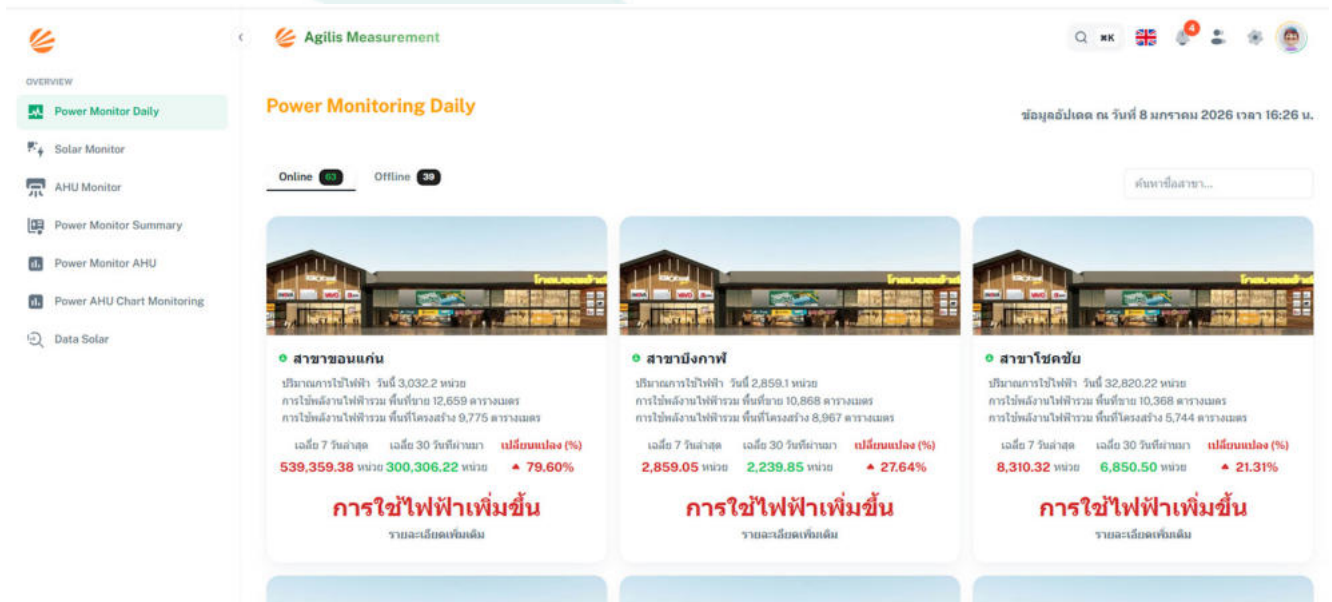 Agilis Measurement
⌘K
4
OVERVIEW
Power Monitor Daily
Solar Monitor
AHU Monitor
Power Monitor Summary
Power Monitor AHU
Power AHU Chart Monitoring
Data Solar
Power Monitoring Daily
ข้อมูลอัปเดต ณ วันที่ 8 มกราคม 2026 เวลา 16:26 น.
Online 63 Offline 39
ค้นหาชื่อสาขา...
สาขาขอนแก่น
ปริมาณการใช้ไฟฟ้า วันนี้ 3,032.2 หน่วย
การใช้พลังงานไฟฟ้ารวม พื้นที่ขาย 12,659 ตารางเมตร
การใช้พลังงานไฟฟ้ารวม พื้นที่โครงสร้าง 9,775 ตารางเมตร
เฉลี่ย 7 วันล่าสุด เฉลี่ย 30 วันที่ผ่านมา เปลี่ยนแปลง (%)
539,359.38 หน่วย 300,306.22 หน่วย ▲ 79.60%
การใช้ไฟฟ้าเพิ่มขึ้น
รายละเอียดเพิ่มเติม
สาขาบึงกาฬ
ปริมาณการใช้ไฟฟ้า วันนี้ 2,859.1 หน่วย
การใช้พลังงานไฟฟ้ารวม พื้นที่ขาย 10,868 ตารางเมตร
การใช้พลังงานไฟฟ้ารวม พื้นที่โครงสร้าง 8,967 ตารางเมตร
เฉลี่ย 7 วันล่าสุด เฉลี่ย 30 วันที่ผ่านมา เปลี่ยนแปลง (%)
2,859.05 หน่วย 2,239.85 หน่วย ▲ 27.64%
การใช้ไฟฟ้าเพิ่มขึ้น
รายละเอียดเพิ่มเติม
สาขาโชคชัย
ปริมาณการใช้ไฟฟ้า วันนี้ 32,820.22 หน่วย
การใช้พลังงานไฟฟ้ารวม พื้นที่ขาย 10,368 ตารางเมตร
การใช้พลังงานไฟฟ้ารวม พื้นที่โครงสร้าง 5,744 ตารางเมตร
เฉลี่ย 7 วันล่าสุด เฉลี่ย 30 วันที่ผ่านมา เปลี่ยนแปลง (%)
8,310.32 หน่วย 6,850.50 หน่วย ▲ 21.31%
การใช้ไฟฟ้าเพิ่มขึ้น
รายละเอียดเพิ่มเติม